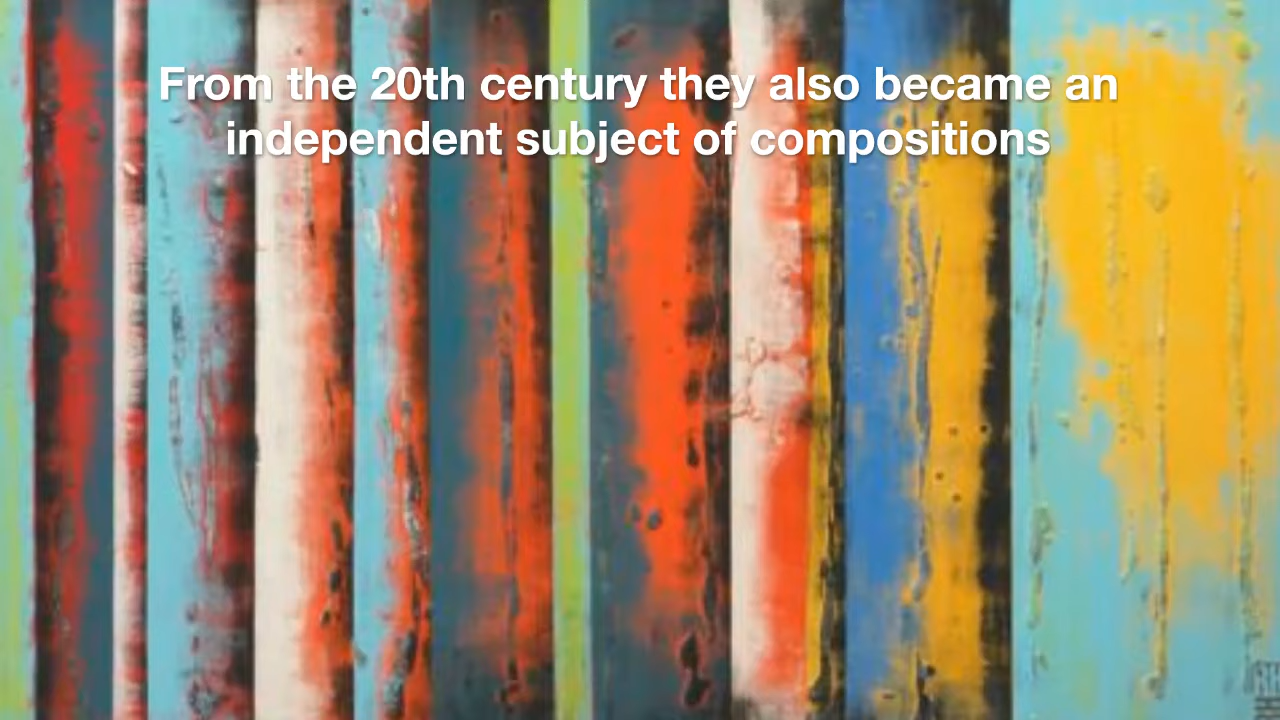 From the 20th century they also became an
independent subject of compositions